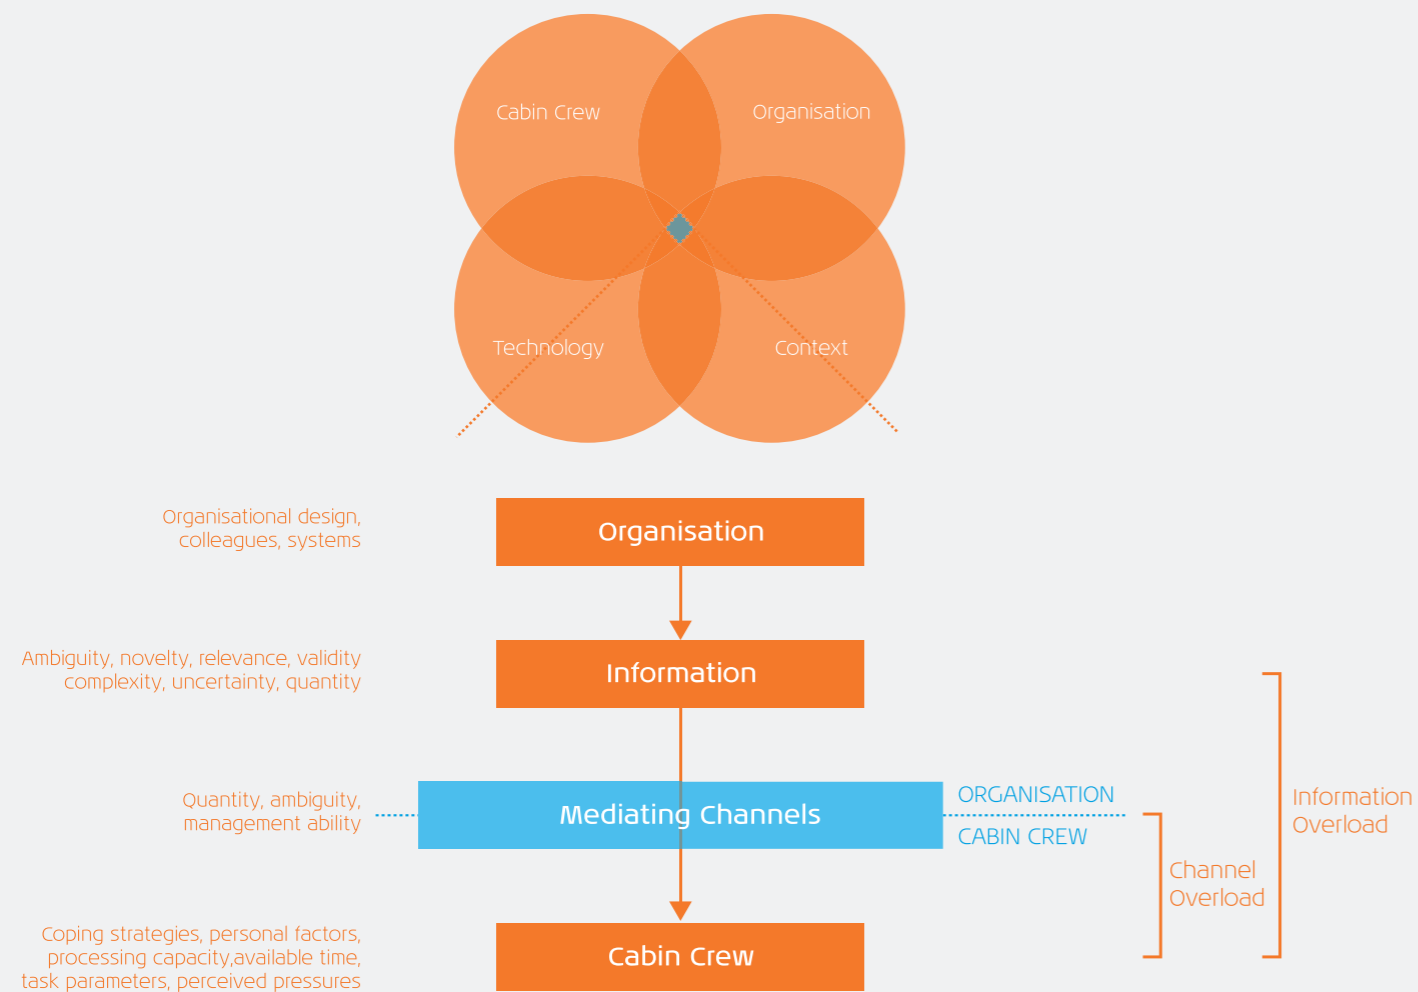 Cabin Crew
Organisation
Technology
Context
Organisational design,
colleagues, systems
Organisation
Ambiguity, novelty, relevance, validity
complexity, uncertainty, quantity
Information
Quantity, ambiguity,
management ability
Mediating Channels
ORGANISATION
CABIN CREW
Information
Overload
Channel
Overload
Coping strategies, personal factors,
processing capacity,available time,
task parameters, perceived pressures
Cabin Crew